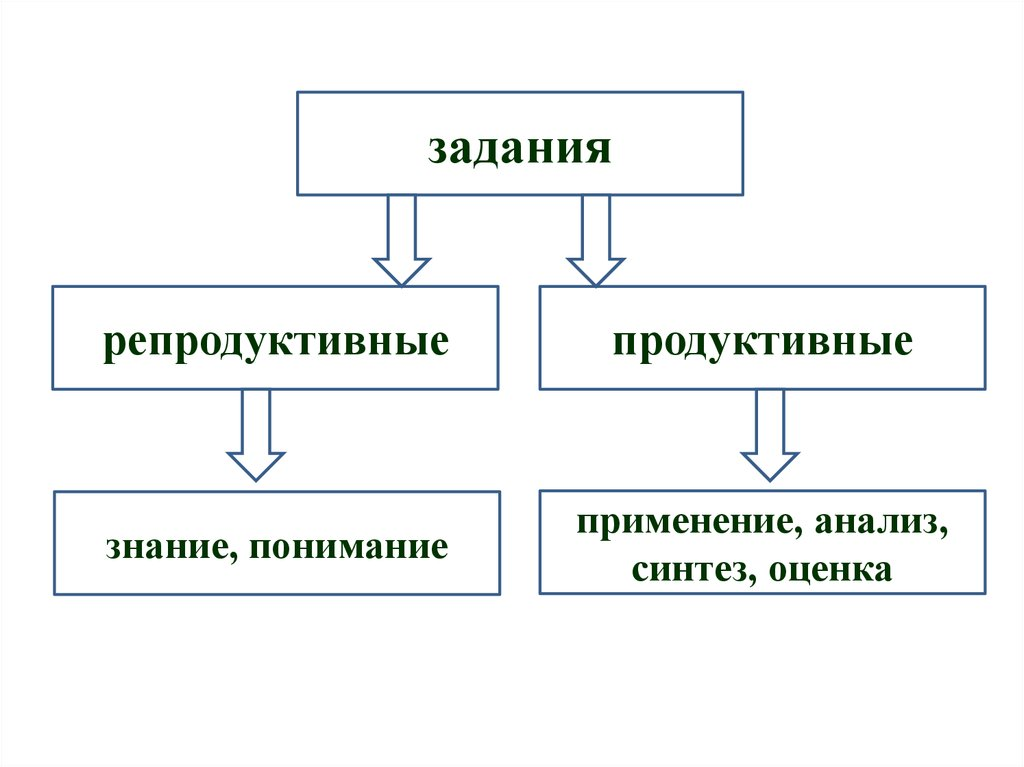 задания
репродуктивные
продуктивные
знание, понимание
применение, анализ,
синтез, оценка